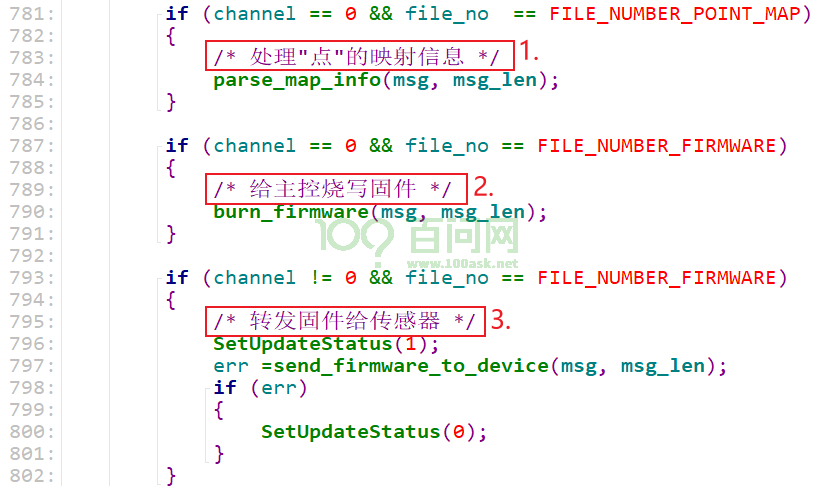 781: if (channel == 0 && file_no == FILE_NUMBER_POINT_MAP)
782: {
783: /* 处理"点"的映射信息 */ 1.
784: parse_map_info(msg, msg_len);
785: }
786:
787: if (channel == 0 && file_no == FILE_NUMBER_FIRMWARE)
788: {
789: /* 给主控烧写固件 */ 2.
790: burn_firmware(msg, msg_len);
791: }
792:
100? 百问网
www.100ask.net
793: if (channel != 0 && file_no == FILE_NUMBER_FIRMWARE)
794: {
795: /* 转发固件给传感器 */ 3.
796: SetUpdateStatus(1);
797: err =send_firmware_to_device(msg, msg_len);
798: if (err)
799: {
800: SetUpdateStatus(0);
801: }
802: }